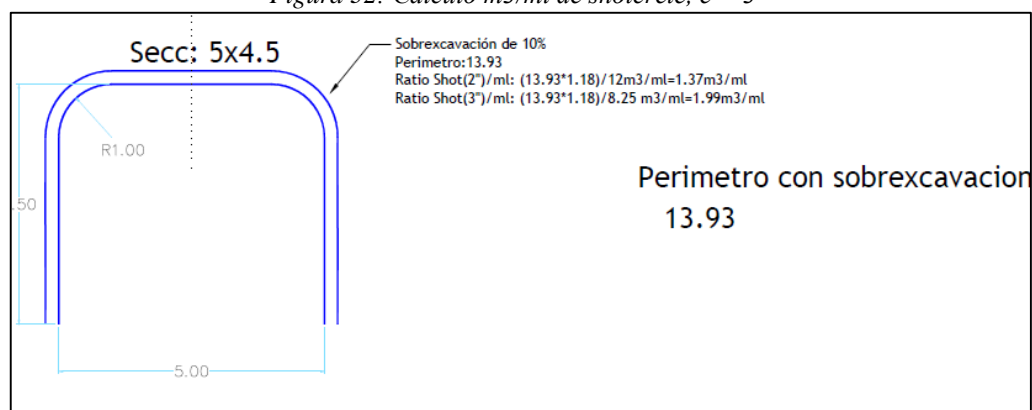 Secc: 5x4.5
Sobrexcavación de 10%
Perimetro:13.93
Ratio Shot(2")/ml: (13.93*1.18)/12m3/ml=1.37m3/ml
Ratio Shot(3")/ml: (13.93*1.18)/8.25 m3/ml=1.99m3/ml
R1.00
Perimetro con sobrexcavacion
13.93
.50
5.00